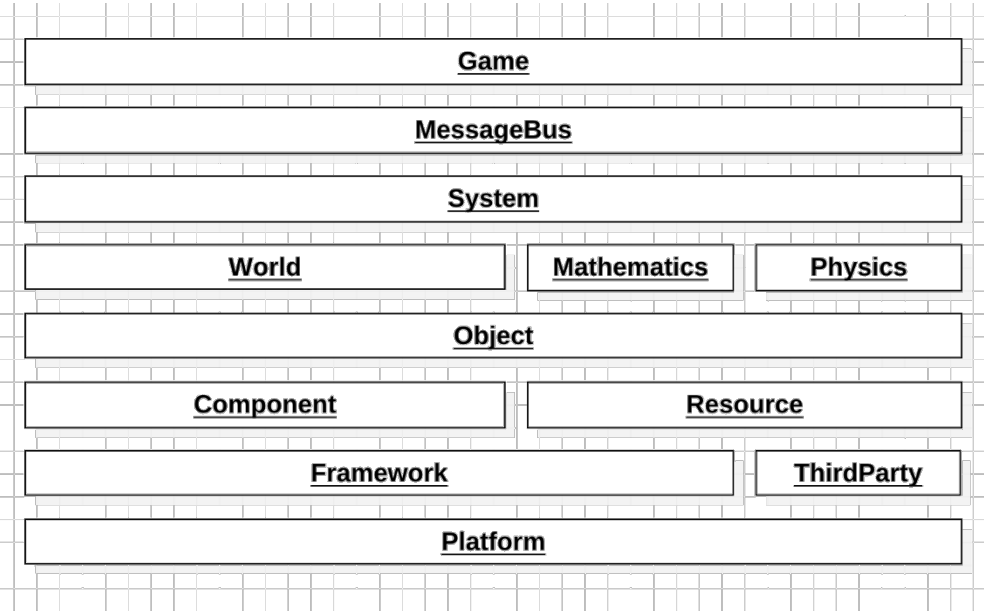 Game
MessageBus
System
World Mathematics Physics
Object
Component Resource
Framework ThirdParty
Platform